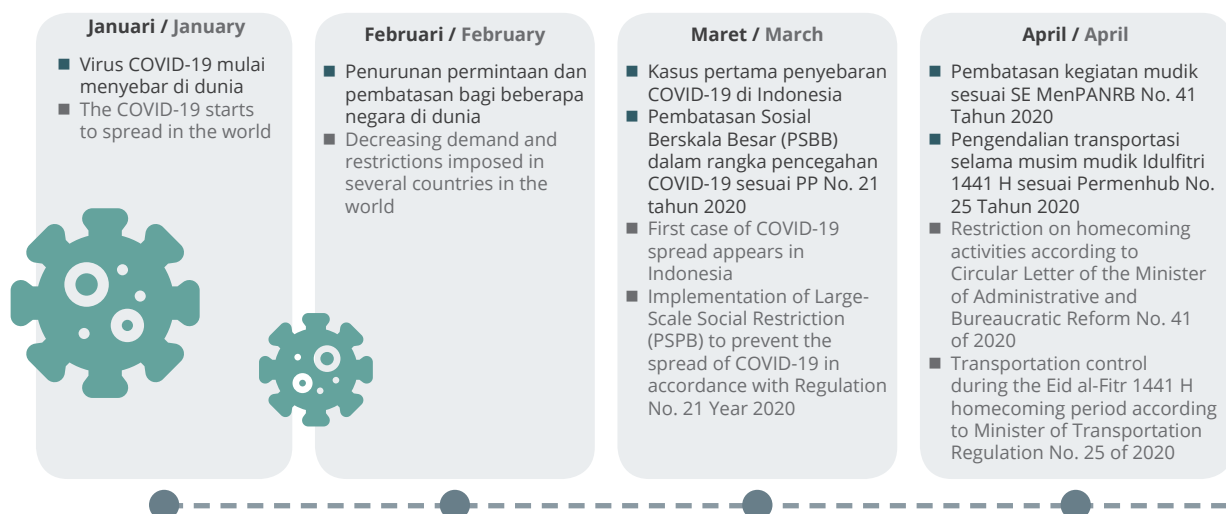 Januari / January
Virus COVID-19 mulai
menyebar di dunia
The COVID-19 starts
to spread in the world
Februari / February
Penurunan permintaan dan
pembatasan bagi beberapa
negara di dunia
Decreasing demand and
restrictions imposed in
several countries in the
world
Maret / March
Kasus pertama penyebaran
COVID-19 di Indonesia
Pembatasan Sosial
Berskala Besar (PSBB)
dalam rangka pencegahan
COVID-19 sesuai PP No. 21
tahun 2020
First case of COVID-19
spread appears in
Indonesia
Implementation of Large-
Scale Social Restriction
(PSPB) to prevent the
spread of COVID-19 in
accordance with Regulation
No. 21 Year 2020
April / April
Pembatasan kegiatan mudik
sesuai SE MenPANRB No. 41
Tahun 2020
Pengendalian transportasi
selama musim mudik Idulfitri
1441 H sesuai Permenhub No.
25 Tahun 2020
Restriction on homecoming
activities according to
Circular Letter of the Minister
of Administrative and
Bureaucratic Reform No. 41
of 2020
Transportation control
during the Eid al-Fitr 1441 H
homecoming period according
to Minister of Transportation
Regulation No. 25 of 2020